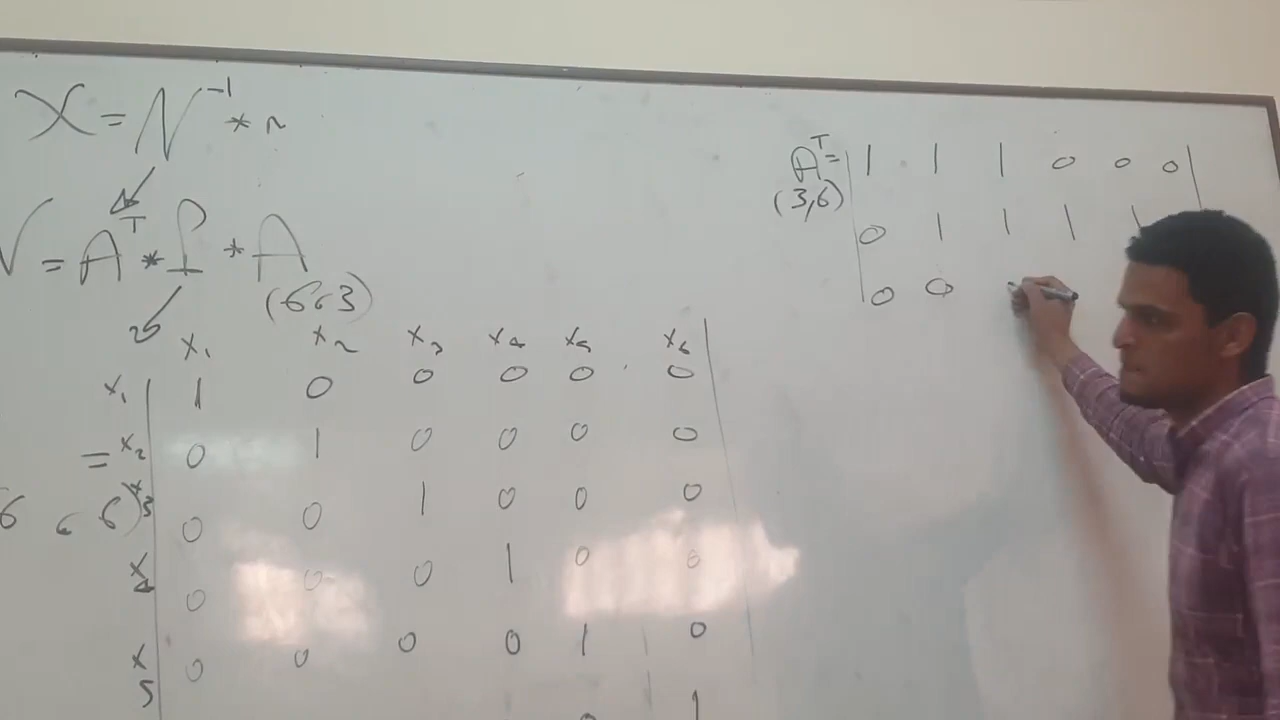 X = N⁻¹ * n
N = Aᵀ * P * A
(6,3)
x₁ x₂ x₃ x₄ x₅ x₆
x₁ 1 0 0 0 0 0
= x₂ 0 1 0 0 0 0
6,6) x₃ 0 0 1 0 0 0
x₄ 0 0 0 1 0 0
x₅ 0 0 0 0 1 0
1
Aᵀ = 1 1 1 0 0 0
(3,6)
0 1 1 1 1
0 0